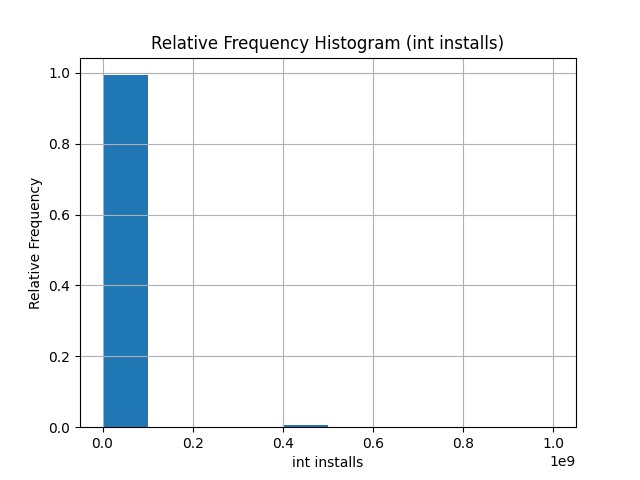 Relative Frequency Histogram (int installs)
1.0
0.8
0.6
0.4
0.2
0.0
Relative Frequency
0.0 0.2 0.4 0.6 0.8 1.0
1e9
int installs